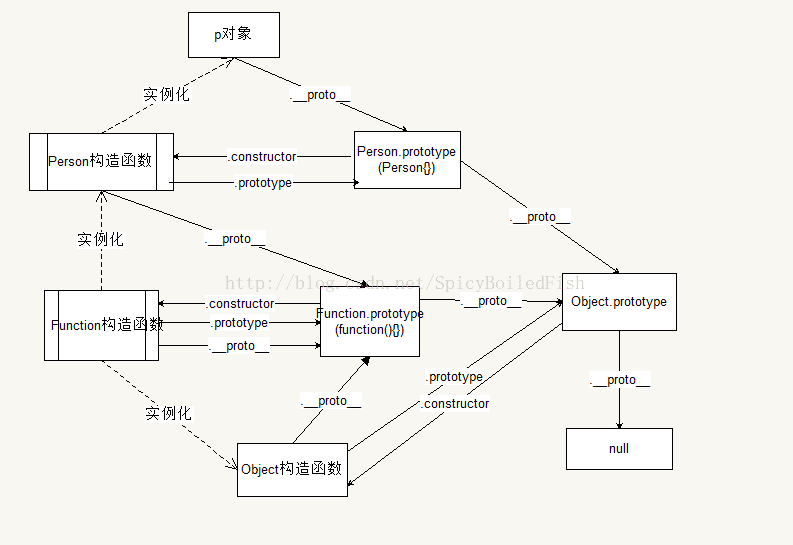 p对象
实例化
.__proto__
Person构造函数
.constructor
.prototype
Person.prototype
(Person{})
.__proto__
实例化
.__proto__
http://blog.csdn.net/SpicyBoiledFish
Function构造函数
.constructor
.prototype
.__proto__
Function.prototype
(function(){})
.__proto__
Object.prototype
实例化
.__proto__
.prototype
.constructor
.__proto__
Object构造函数
null